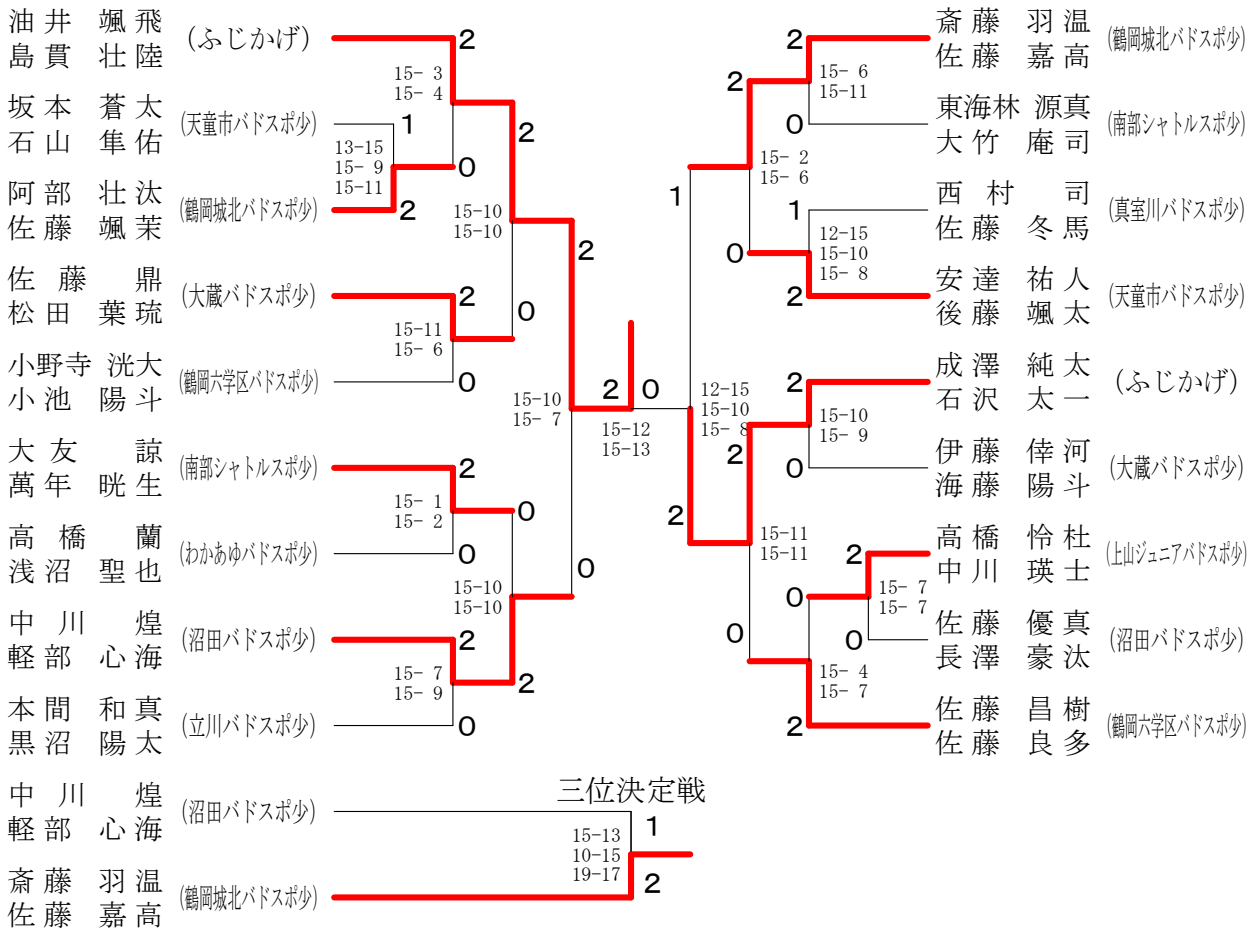 油井 颯飛
島貫 壮陸
(ふじかげ)
2
15- 3
15- 4
坂本 蒼太
石山 隼佑
(天童市バドスポ少)
1
13-15
15- 9
15-11
0
2
阿部 壮汰
佐藤 颯茉
(鶴岡城北バドスポ少)
2
15-10
15-10
2
佐藤 鼎
松田 葉琉
(大蔵バドスポ少)
2
15-11
15- 6
0
小野寺 洸大
小池 陽斗
(鶴岡六学区バドスポ少)
0
15-10
15- 7
大友 諒
萬年 晄生
(南部シャトルスポ少)
2
15- 1
15- 2
0
高橋 蘭
浅沼 聖也
(わかあゆバドスポ少)
0
15-10
15-10
0
中川 煌
軽部 心海
(沼田バドスポ少)
2
15- 7
15- 9
2
本間 和真
黒沼 陽太
(立川バドスポ少)
0
2
0
15-12
15-13
斎藤 羽温
佐藤 嘉高
(鶴岡城北バドスポ少)
2
15- 6
15-11
2
東海林 源真
大竹 庵司
(南部シャトルスポ少)
0
15- 2
15- 6
1
西村 司
佐藤 冬馬
(真室川バドスポ少)
1
12-15
15-10
15- 8
0
安達 祐人
後藤 颯太
(天童市バドスポ少)
2
12-15
15-10
15- 8
成澤 純太
石沢 太一
(ふじかげ)
2
15-10
15- 9
2
伊藤 倖河
海藤 陽斗
(大蔵バドスポ少)
0
15-11
15-11
2
高橋 怜杜
中川 瑛士
(上山ジュニアバドスポ少)
2
15- 7
15- 7
0
佐藤 優真
長澤 豪汰
(沼田バドスポ少)
0
15- 4
15- 7
0
佐藤 昌樹
佐藤 良多
(鶴岡六学区バドスポ少)
2
三位決定戦
中川 煌
軽部 心海
(沼田バドスポ少)
1
15-13
10-15
19-17
斎藤 羽温
佐藤 嘉高
(鶴岡城北バドスポ少)
2